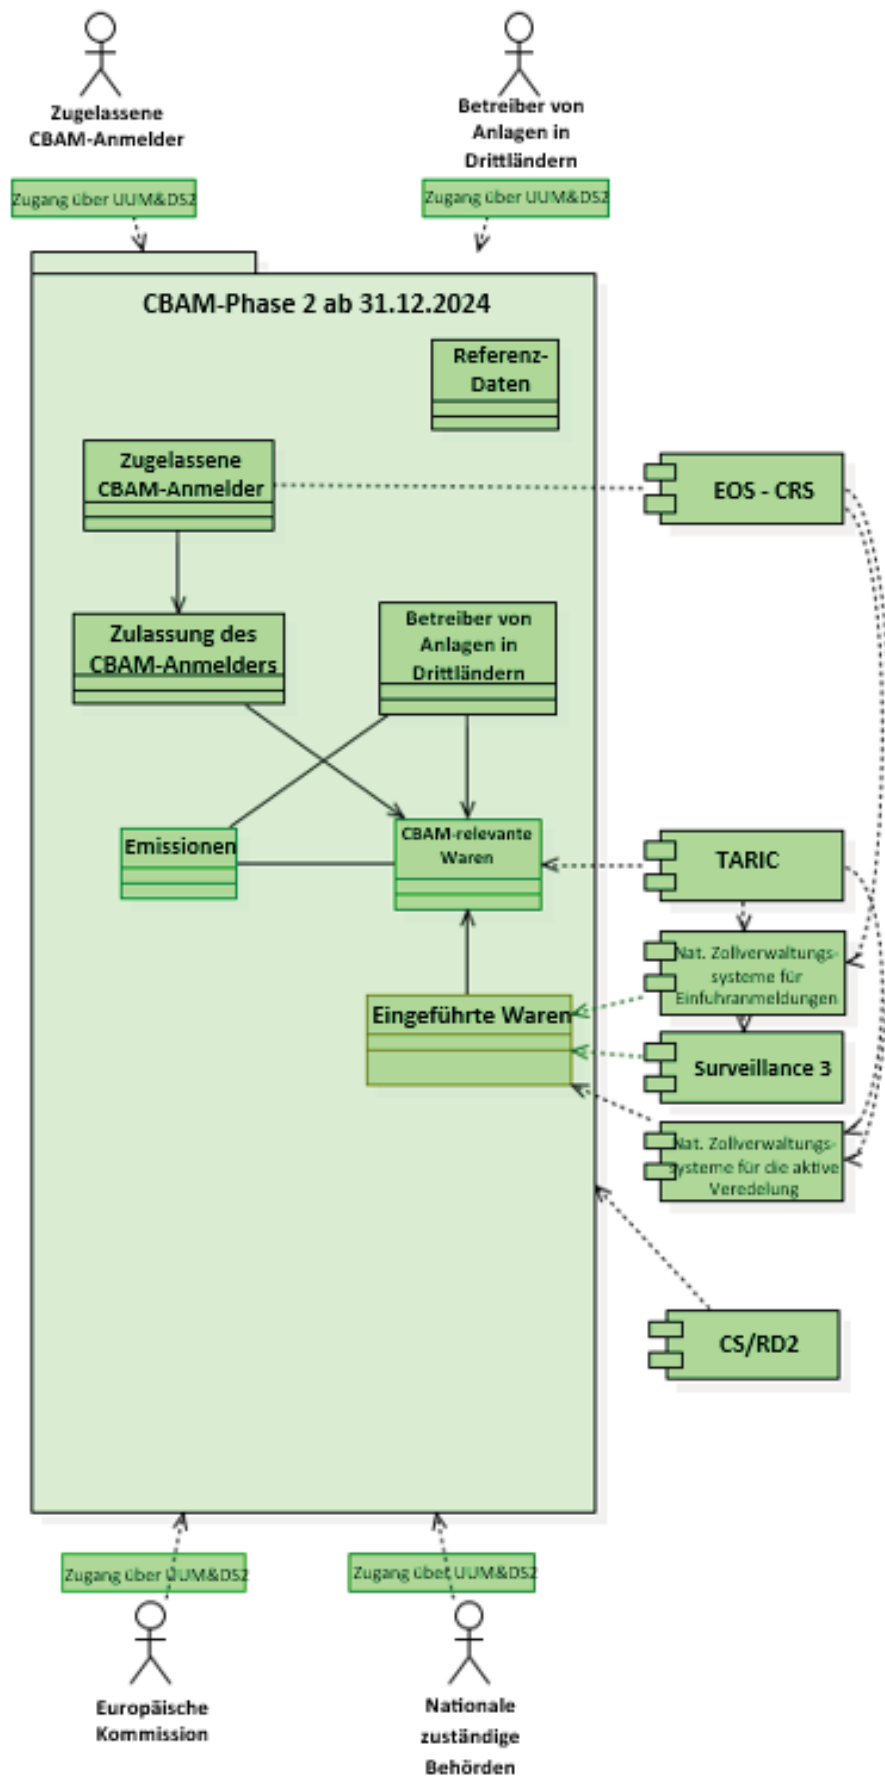 Zugelassene
CBAM-Anmelder
Betreiber von
Anlagen in
Drittländern
Zugang über UUM&DS2
Zugang über UUM&DS2
CBAM-Phase 2 ab 31.12.2024
Referenz-
Daten
Zugelassene
CBAM-Anmelder
EOS - CRS
Zulassung des
CBAM-Anmelders
Betreiber von
Anlagen in
Drittländern
Emissionen
CBAM-relevante
Waren
TARIC
Nat. Zollverwaltungs-
systeme für
Einfuhranmeldungen
Eingeführte Waren
Surveillance 3
Nat. Zollverwaltungs-
systeme für die aktive
Veredelung
CS/RD2
Zugang über UUM&DS2
Zugang über UUM&DS2
Europäische
Kommission
Nationale
zuständige
Behörden